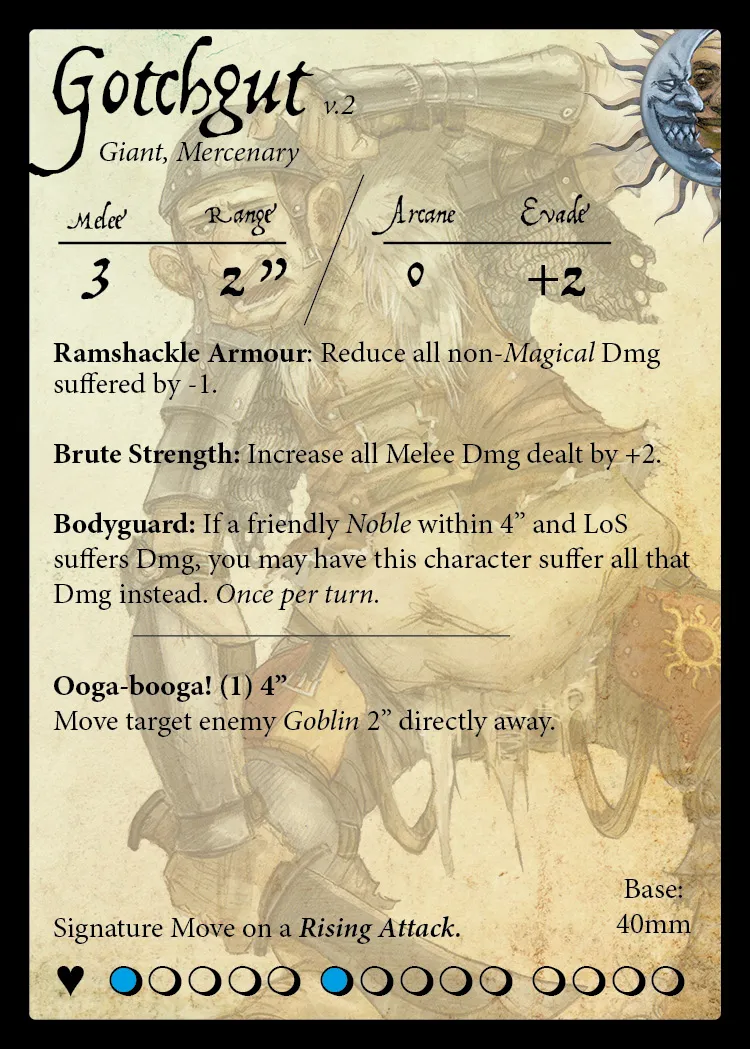 Gotchgut v.2
Giant, Mercenary
Melee Range Arcane Evade
3 2” 0 +2
Ramshackle Armour: Reduce all non-Magical Dmg
suffered by -1.
Brute Strength: Increase all Melee Dmg dealt by +2.
Bodyguard: If a friendly Noble within 4” and LoS
suffers Dmg, you may have this character suffer all that
Dmg instead. Once per turn.
Ooga-booga! (1) 4”
Move target enemy Goblin 2” directly away.
Base:
40mm
Signature Move on a Rising Attack.